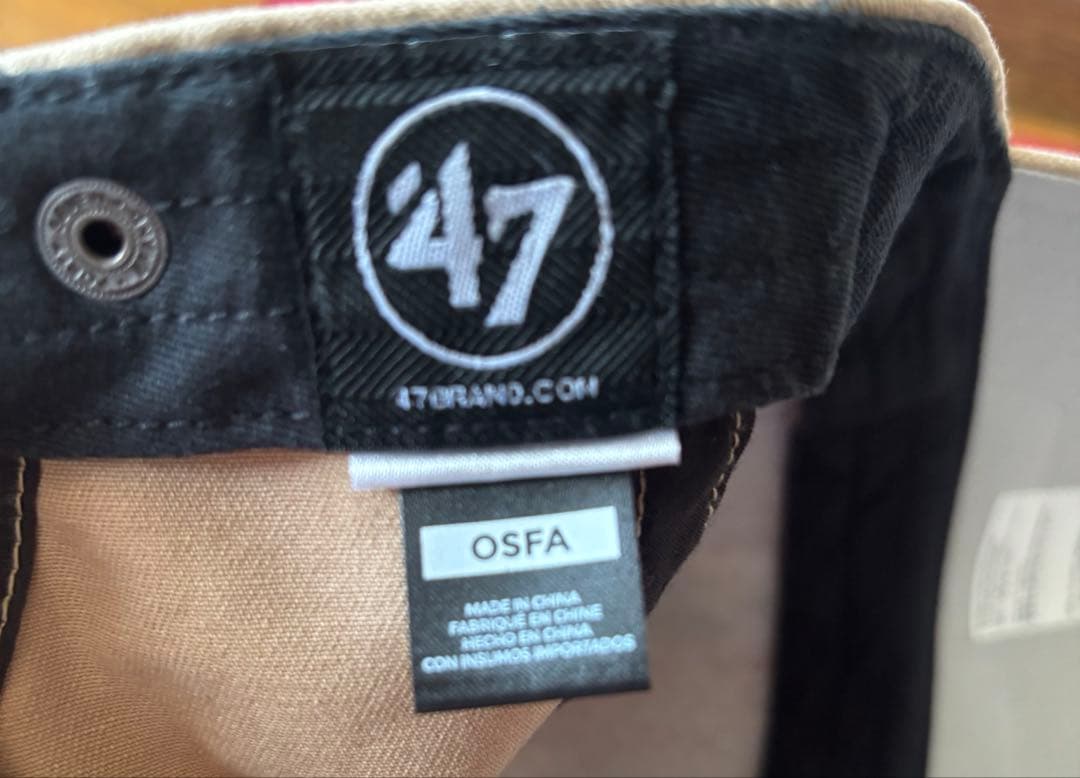 '47
47BRAND.COM
OSFA
MADE IN CHINA
FABRIQUÉ EN CHINE
HECHO EN CHINA
CON INSUMOS IMPORTADOS